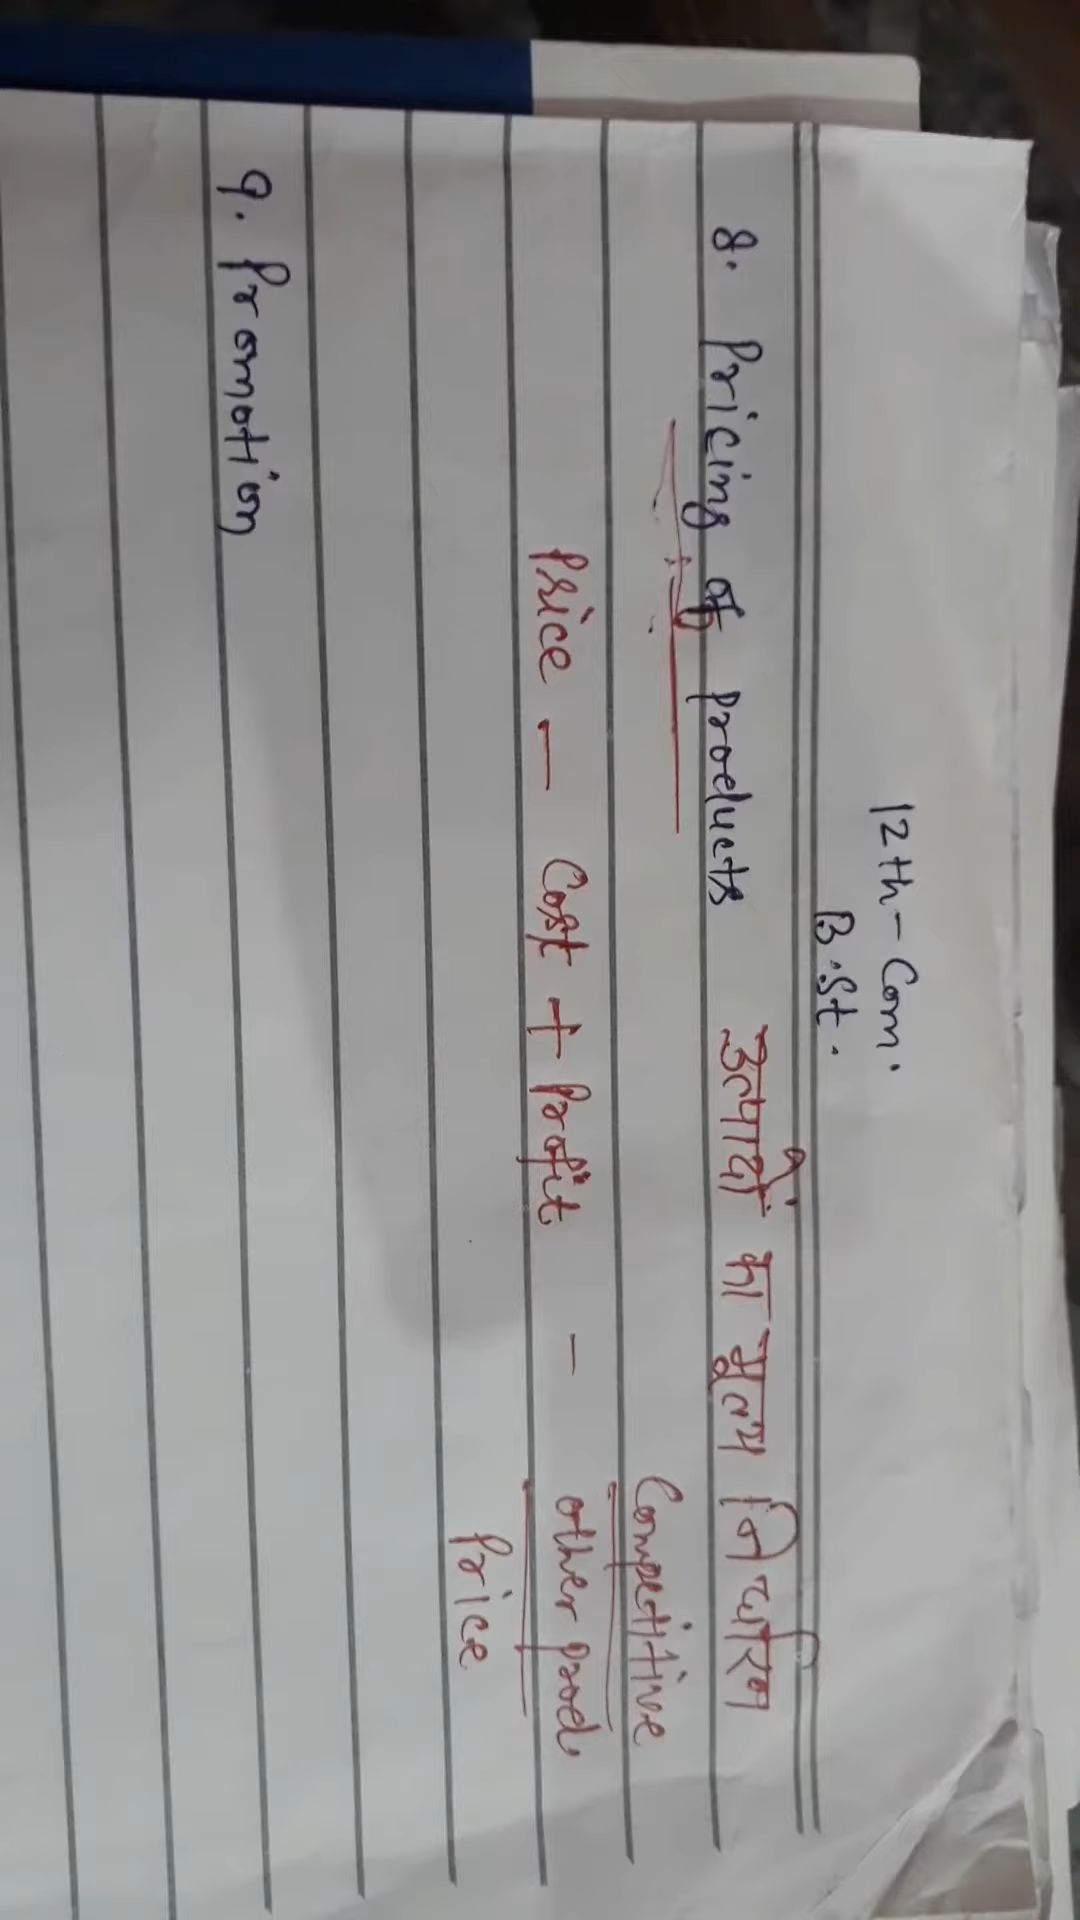 12th - Com.
B.St.
8. Pricing of products उत्पादों का मूल्य निर्धारण
Competitive
Price — Cost + Profit - other prod.
Price
9. Promotion